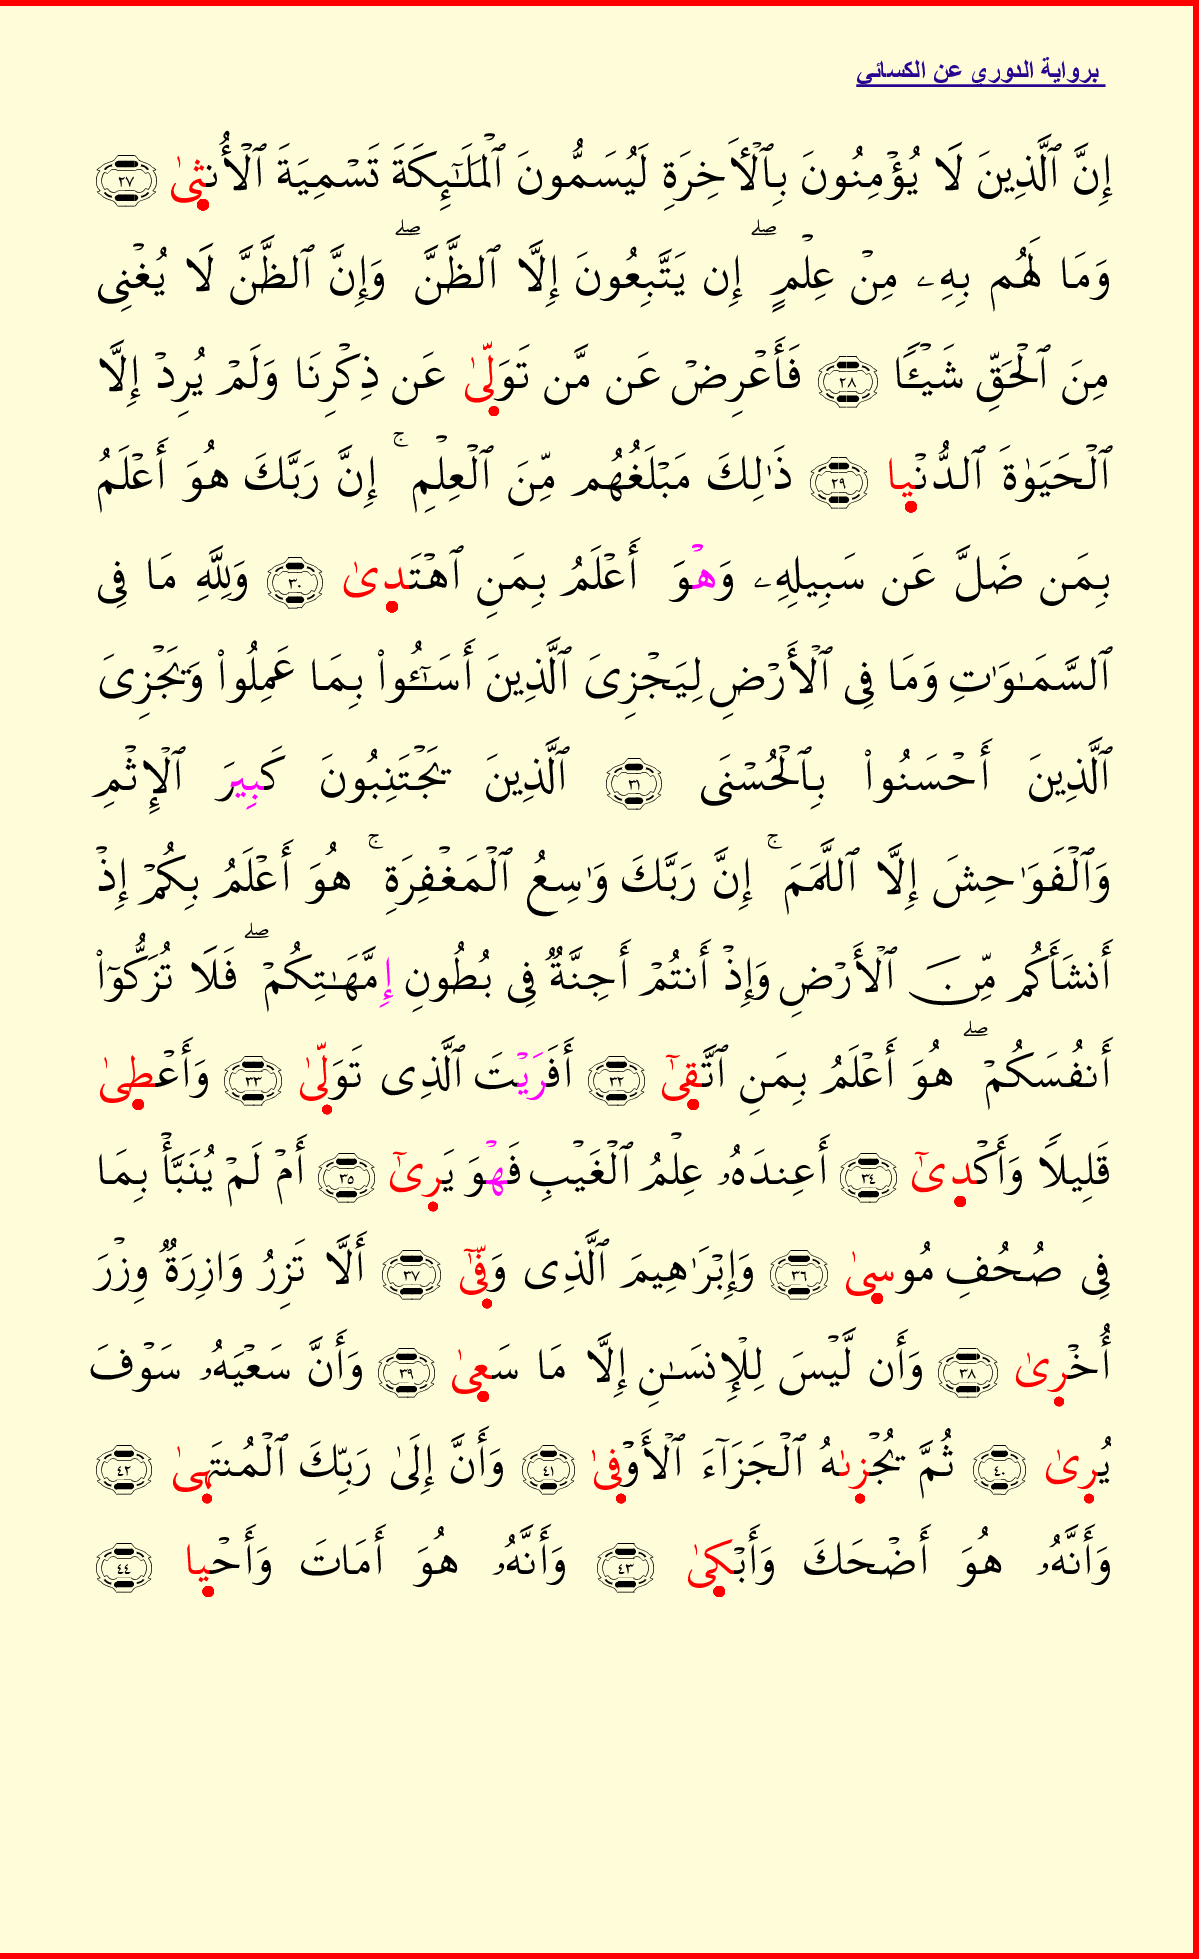 برواية الدوري عن الكسائي
إِنَّ ٱلَّذِينَ لَا يُؤْمِنُونَ بِٱلْأَخِرَةِ لَيُسَمُّونَ ٱلْمَلَٰٓئِكَةَ تَسْمِيَةَ ٱلْأُنثِىٰ ٢٧
وَمَا لَهُم بِهِۦ مِنْ عِلْمٍ ۖ إِن يَتَّبِعُونَ إِلَّا ٱلظَّنَّ ۖ وَإِنَّ ٱلظَّنَّ لَا يُغْنِى
مِنَ ٱلْحَقِّ شَيْـًٔا ٢٨ فَأَعْرِضْ عَن مَّن تَوَلِّىٰ عَن ذِكْرِنَا وَلَمْ يُرِدْ إِلَّا
ٱلْحَيَوٰةَ ٱلدُّنْيِا ٢٩ ذَٰلِكَ مَبْلَغُهُم مِّنَ ٱلْعِلْمِ ۚ إِنَّ رَبَّكَ هُوَ أَعْلَمُ
بِمَن ضَلَّ عَن سَبِيلِهِۦ وَهْوَ أَعْلَمُ بِمَنِ ٱهْتَدِىٰ ٣٠ وَلِلَّهِ مَا فِى
ٱلسَّمَٰوَٰتِ وَمَا فِى ٱلْأَرْضِ لِيَجْزِىَ ٱلَّذِينَ أَسَٰٓـُٔوا۟ بِمَا عَمِلُوا۟ وَيَجْزِىَ
ٱلَّذِينَ أَحْسَنُوا۟ بِٱلْحُسْنَى ٣١ ٱلَّذِينَ يَجْتَنِبُونَ كَبِيرَ ٱلْإِثْمِ
وَٱلْفَوَٰحِشَ إِلَّا ٱللَّمَمَ ۚ إِنَّ رَبَّكَ وَٰسِعُ ٱلْمَغْفِرَةِ ۚ هُوَ أَعْلَمُ بِكُمْ إِذْ
أَنشَأَكُم مِّنَ ٱلْأَرْضِ وَإِذْ أَنتُمْ أَجِنَّةٌ فِى بُطُونِ إِمَّهَٰتِكُمْ ۖ فَلَا تُزَكُّوٓا۟
أَنفُسَكُمْ ۖ هُوَ أَعْلَمُ بِمَنِ ٱتَّقِىٰٓ ٣٢ أَفَرَيْتَ ٱلَّذِى تَوَلِّىٰ ٣٣ وَأَعْطِىٰ
قَلِيلًا وَأَكْدِىٰٓ ٣٤ أَعِندَهُۥ عِلْمُ ٱلْغَيْبِ فَهْوَ يَرِىٰٓ ٣٥ أَمْ لَمْ يُنَبَّأْ بِمَا
فِى صُحُفِ مُوسِىٰ ٣٦ وَإِبْرَٰهِيمَ ٱلَّذِى وَفِّىٰٓ ٣٧ أَلَّا تَزِرُ وَازِرَةٌ وِزْرَ
أُخْرِىٰ ٣٨ وَأَن لَّيْسَ لِلْإِنسَٰنِ إِلَّا مَا سَعِىٰ ٣٩ وَأَنَّ سَعْيَهُۥ سَوْفَ
يُرِىٰ ٤٠ ثُمَّ يُجْزِىٰهُ ٱلْجَزَآءَ ٱلْأَوْفِىٰ ٤١ وَأَنَّ إِلَىٰ رَبِّكَ ٱلْمُنتَهِىٰ ٤٢
وَأَنَّهُۥ هُوَ أَضْحَكَ وَأَبْكِىٰ ٤٣ وَأَنَّهُۥ هُوَ أَمَاتَ وَأَحْيِا ٤٤